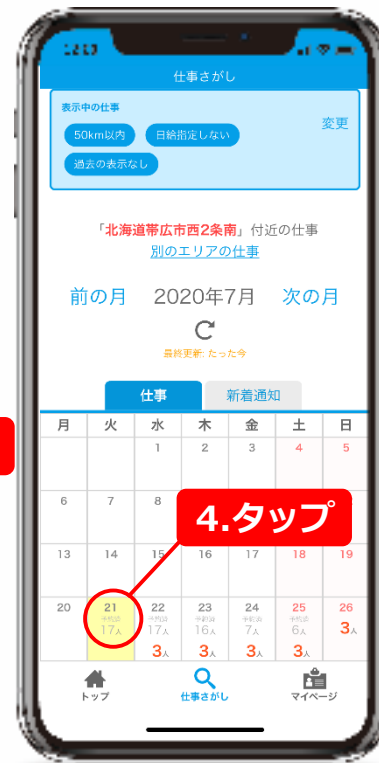 仕事さがし
表示中の仕事
変更
50km以内 日給指定しない
過去の表示なし
「北海道帯広市西2条南」付近の仕事
別のエリアの仕事
前の月 2020年7月 次の月
最終更新: たった今
仕事 新着通知
月 火 水 木 金 土 日
1 2 3 4 5
6 7 8
4.タップ
13 14 15 16 17 18 19
20 21 22 23 24 25 26
17人 17人 16人 7人 6人 3人
3人 3人 3人 3人
トップ 仕事さがし マイページ